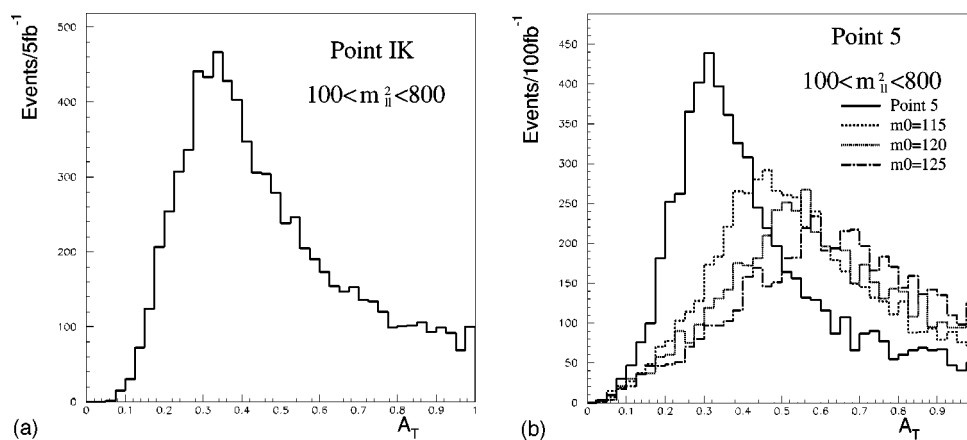 Events/5fb⁻¹
500
400
300
200
100
0
Point IK
100<m²ll<800
0 0.1 0.2 0.3 0.4 0.5 0.6 0.7 0.8 0.9 1
A_T
(a)
Events/100fb⁻¹
450
400
350
300
250
200
150
100
50
0
Point 5
100<m²ll<800
Point 5
m0=115
m0=120
m0=125
0.1 0.2 0.3 0.4 0.5 0.6 0.7 0.8 0.9
A_T
(b)